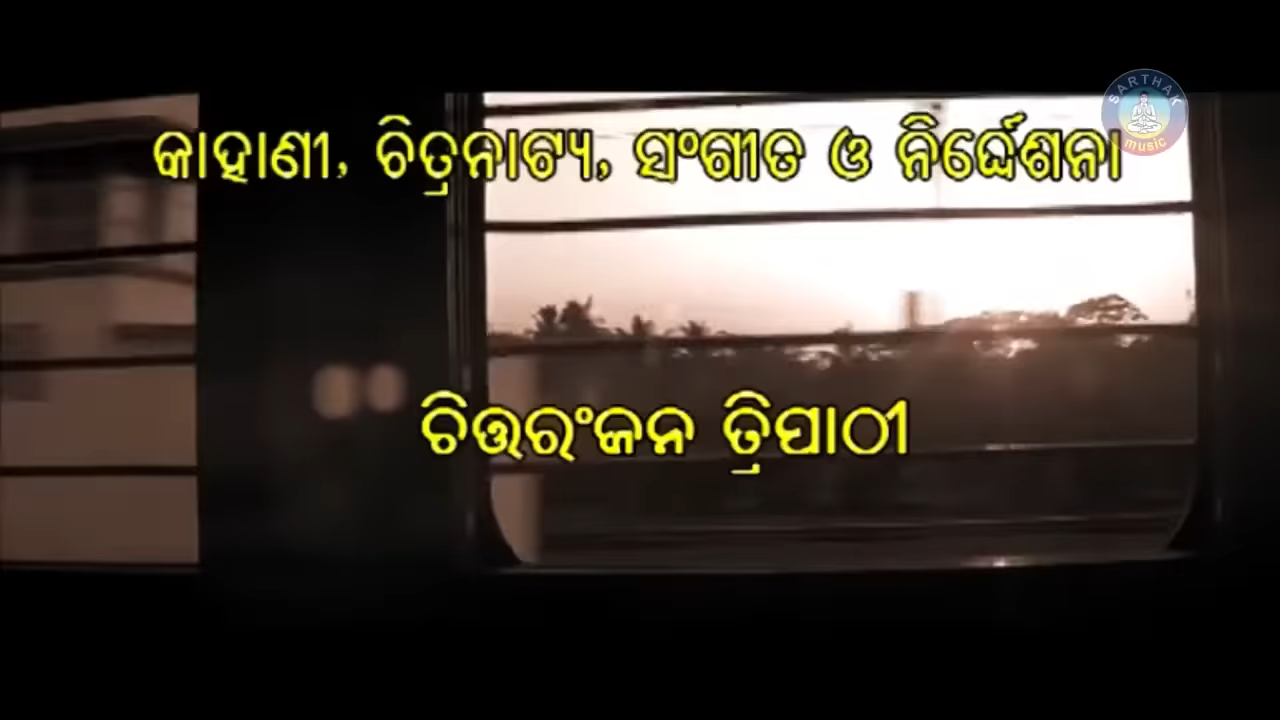 SARTHAK
music
କାହାଣୀ, ଚିତ୍ରନାଟ୍ୟ, ସଂଗୀତ ଓ ନିର୍ଦ୍ଦେଶନା
ଚିତ୍ତରଂଜନ ତ୍ରିପାଠୀ